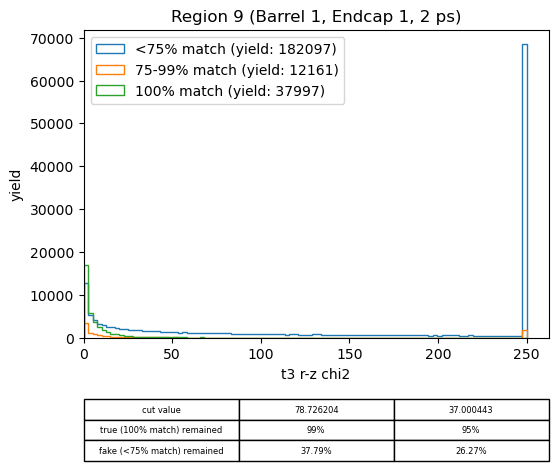 Region 9 (Barrel 1, Endcap 1, 2 ps)
<75% match (yield: 182097)
75-99% match (yield: 12161)
100% match (yield: 37997)
yield
70000
60000
50000
40000
30000
20000
10000
0
0 50 100 150 200 250
t3 r-z chi2
cut value 78.726204 37.000443
true (100% match) remained 99% 95%
fake (<75% match) remained 37.79% 26.27%